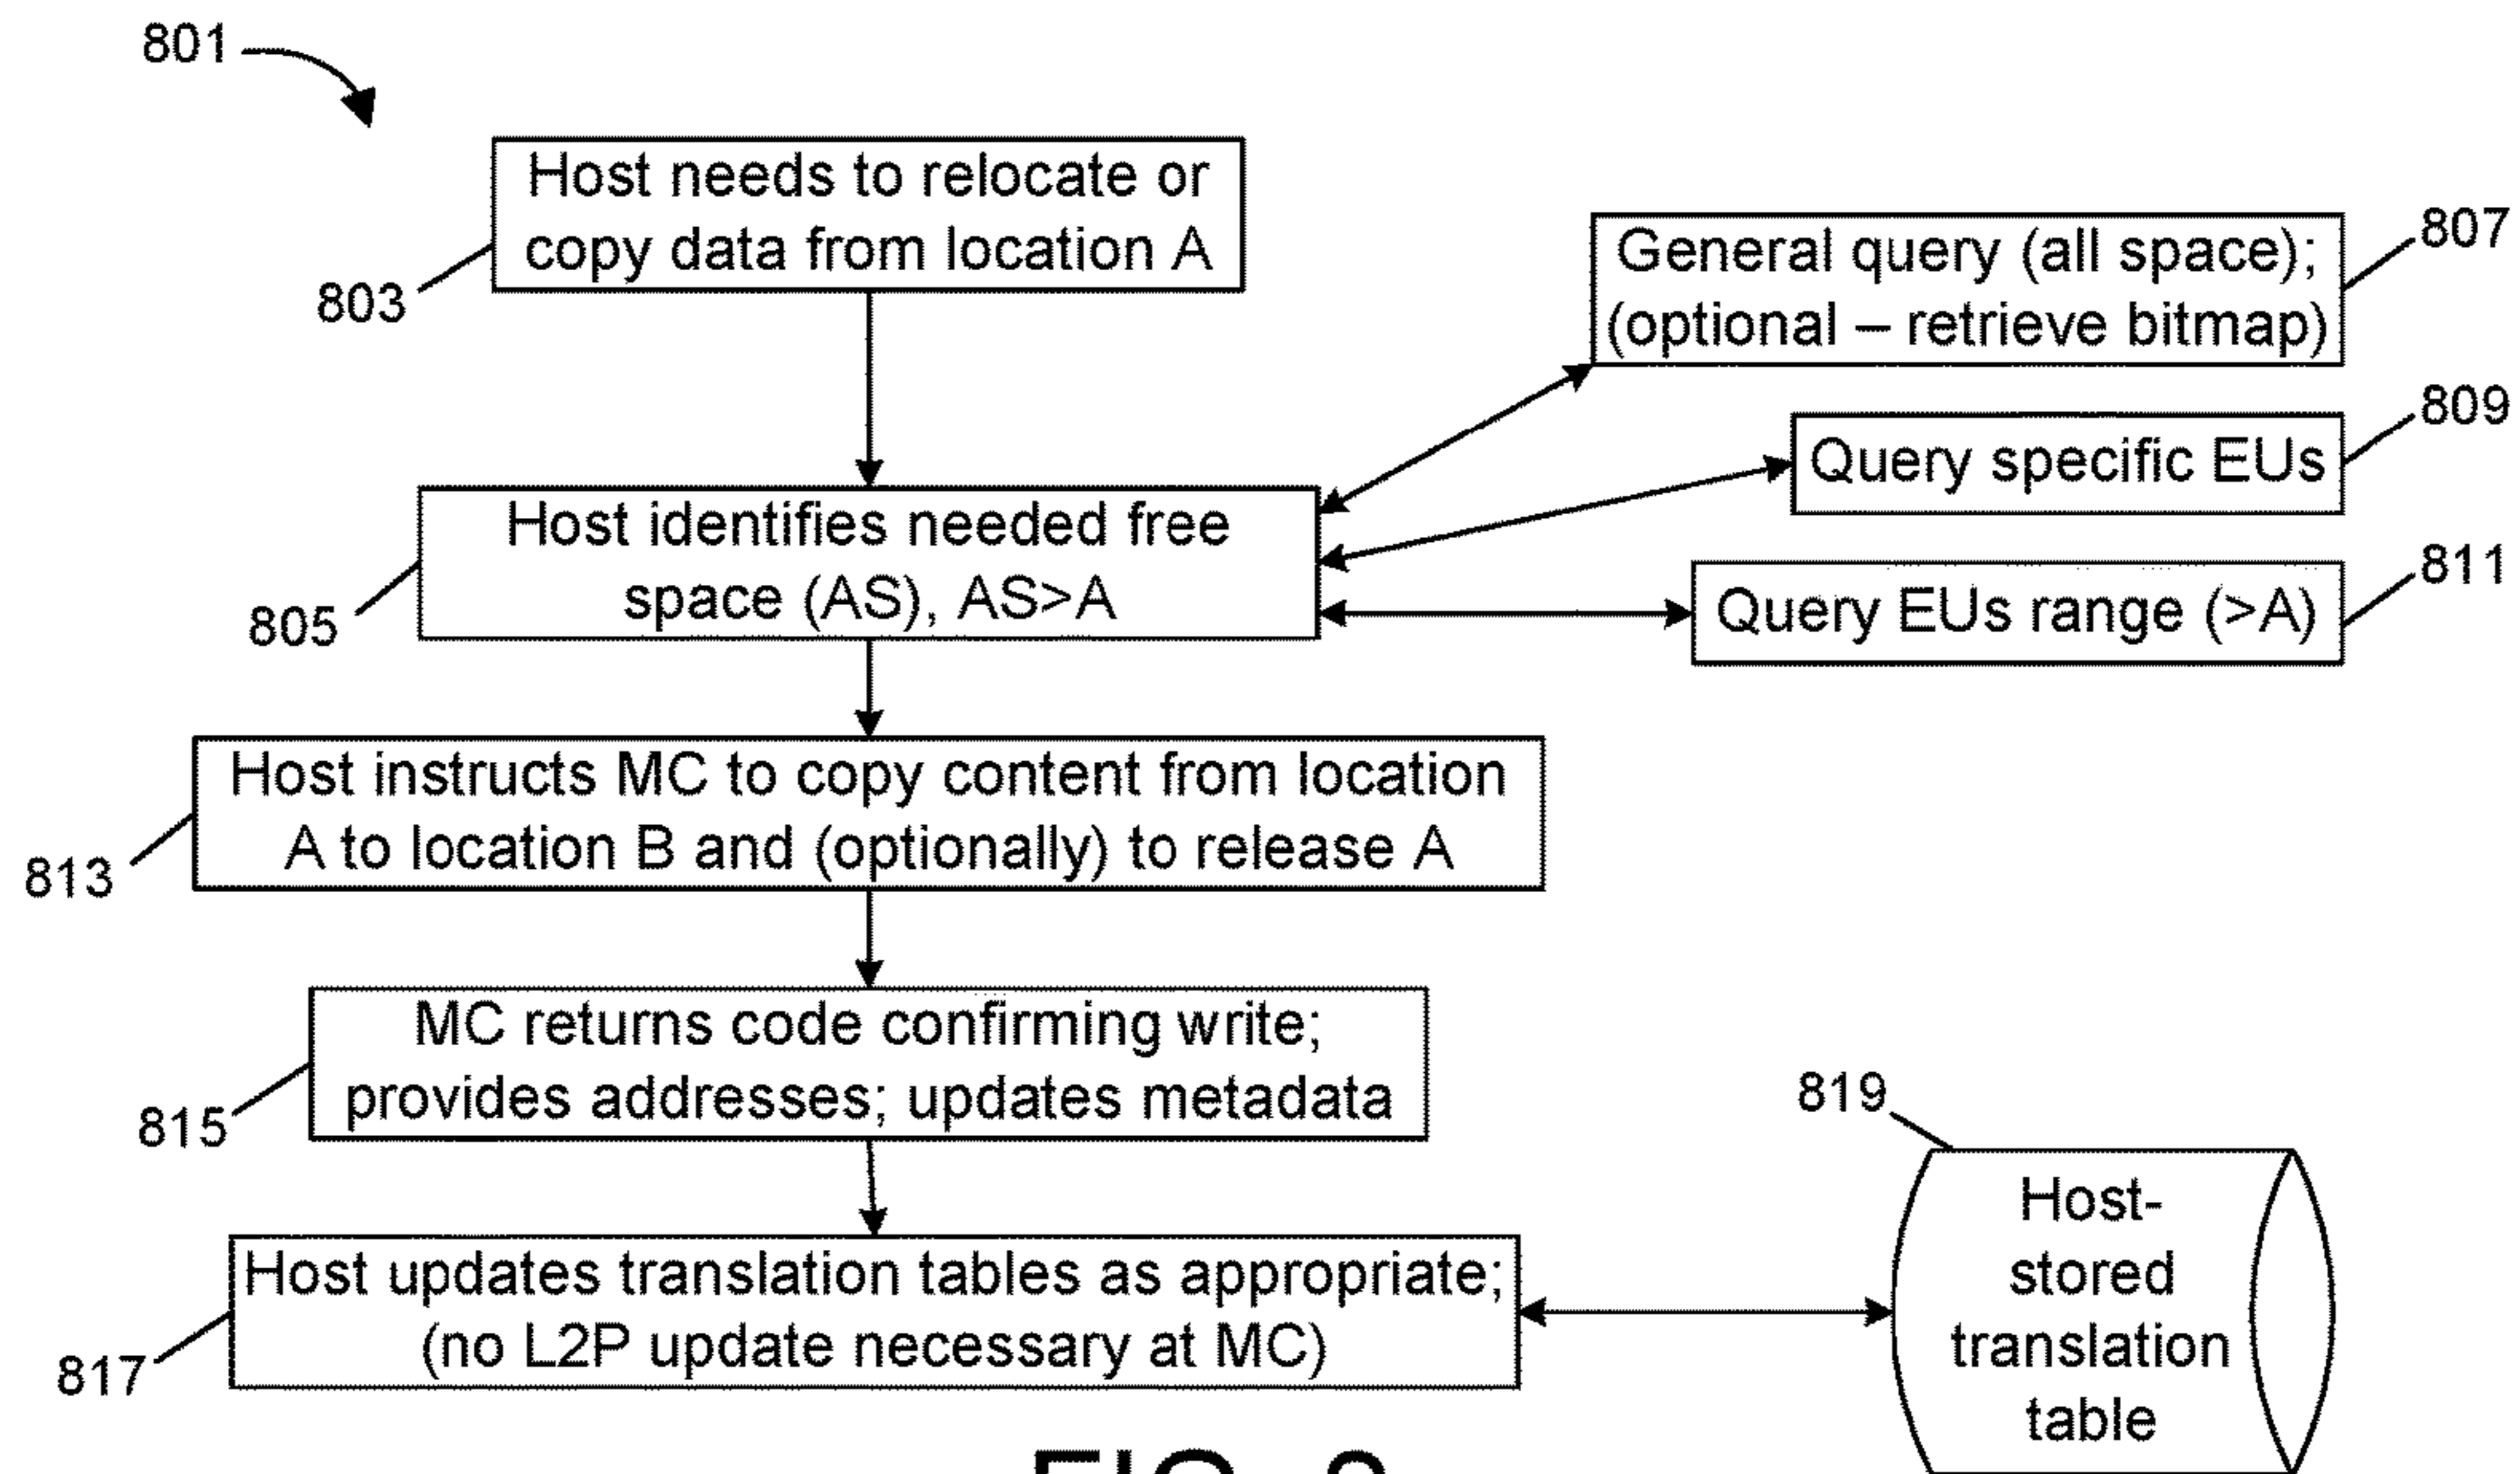 801
Host needs to relocate or
copy data from location A
803
General query (all space);
(optional – retrieve bitmap)
807
Query specific EUs
809
Host identifies needed free
space (AS), AS>A
805
Query EUs range (>A)
811
Host instructs MC to copy content from location
A to location B and (optionally) to release A
813
MC returns code confirming write;
provides addresses; updates metadata
815
819
Host updates translation tables as appropriate;
(no L2P update necessary at MC)
817
Host-
stored
translation
table